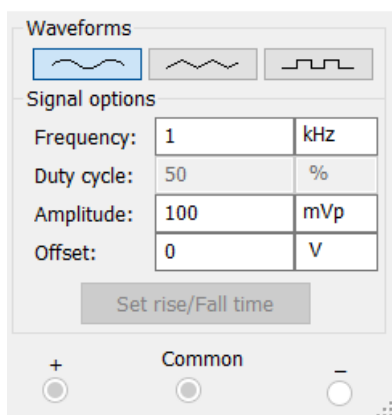 Waveforms
Signal options
Frequency: 1 kHz
Duty cycle: 50 %
Amplitude: 100 mVp
Offset: 0 V
Set rise/Fall time
+ Common –